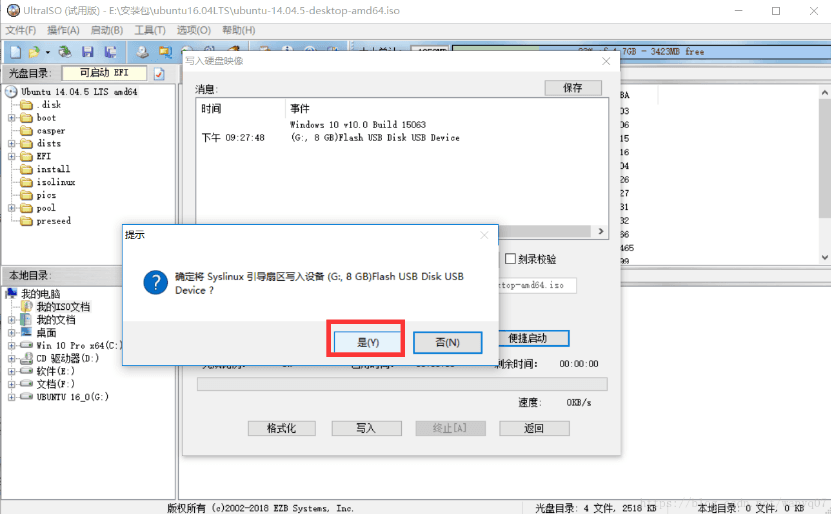 UltraISO (试用版) - E:\安装包\ubuntu16.04LTS\ubuntu-14.04.5-desktop-amd64.iso
文件(F) 操作(A) 启动(B) 工具(T) 选项(O) 帮助(H)
7GB - 3423MB free
光盘目录: 可启动 EFI
Ubuntu 14.04.5 LTS amd64
.disk
boot
casper
dists
EFI
install
isolinux
pics
pool
preseed
写入硬盘映像
消息:
保存
时间 事件
Windows 10 v10.0 Build 15063
下午 09:27:48 (G:, 8 GB)Flash USB Disk USB Device
提示
确定将 Syslinux 引导扇区写入设备 (G:, 8 GB)Flash USB Disk USB
Device ?
是(Y) 否(N)
刻录校验
top-amd64.iso
便捷启动
剩余时间: 00:00:00
速度: 0KB/s
格式化 写入 终止[A] 返回
BA
03
06
15
16
04
26
27
31
32
66
465
99
本地目录:
我的电脑
我的ISO文档
我的文档
桌面
Win 10 Pro x64(C:)
CD 驱动器(D:)
软件(E:)
文档(F:)
UBUNTU 16_0(G:)
版权所有 (c)2002-2018 EZB Systems, Inc. 光盘目录: 4 文件, 2516 KB 本地目录: 0 文件, 0 KB